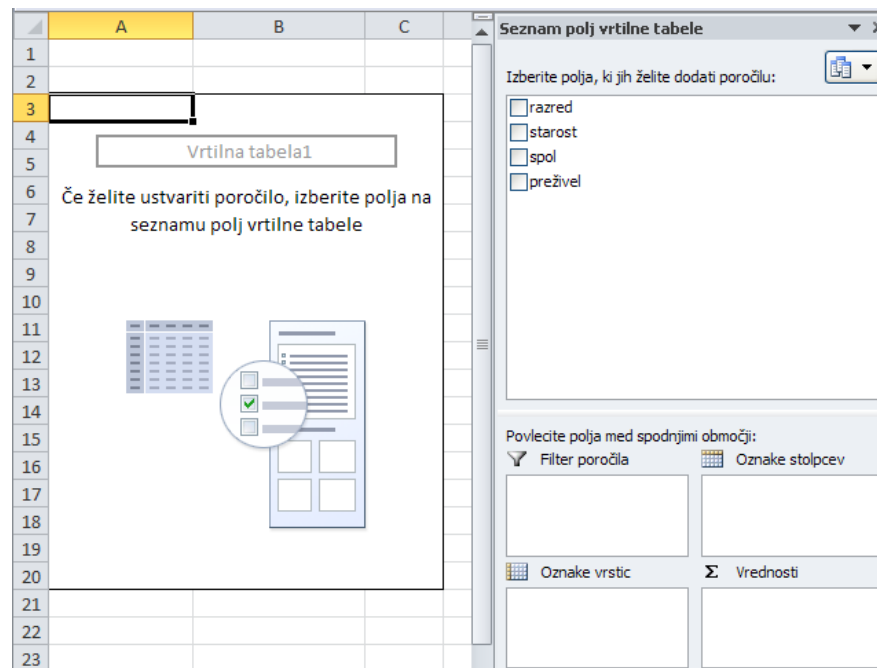 A B C
1
2
3
4
5
6
7
8
9
10
11
12
13
14
15
16
17
18
19
20
21
22
23
Vrtilna tabela1
Če želite ustvariti poročilo, izberite polja na
seznamu polj vrtilne tabele
Seznam polj vrtilne tabele
Izberite polja, ki jih želite dodati poročilu:
razred
starost
spol
preživel
Povlecite polja med spodnjimi območji:
Filter poročila
Oznake stolpcev
Oznake vrstic
Σ Vrednosti